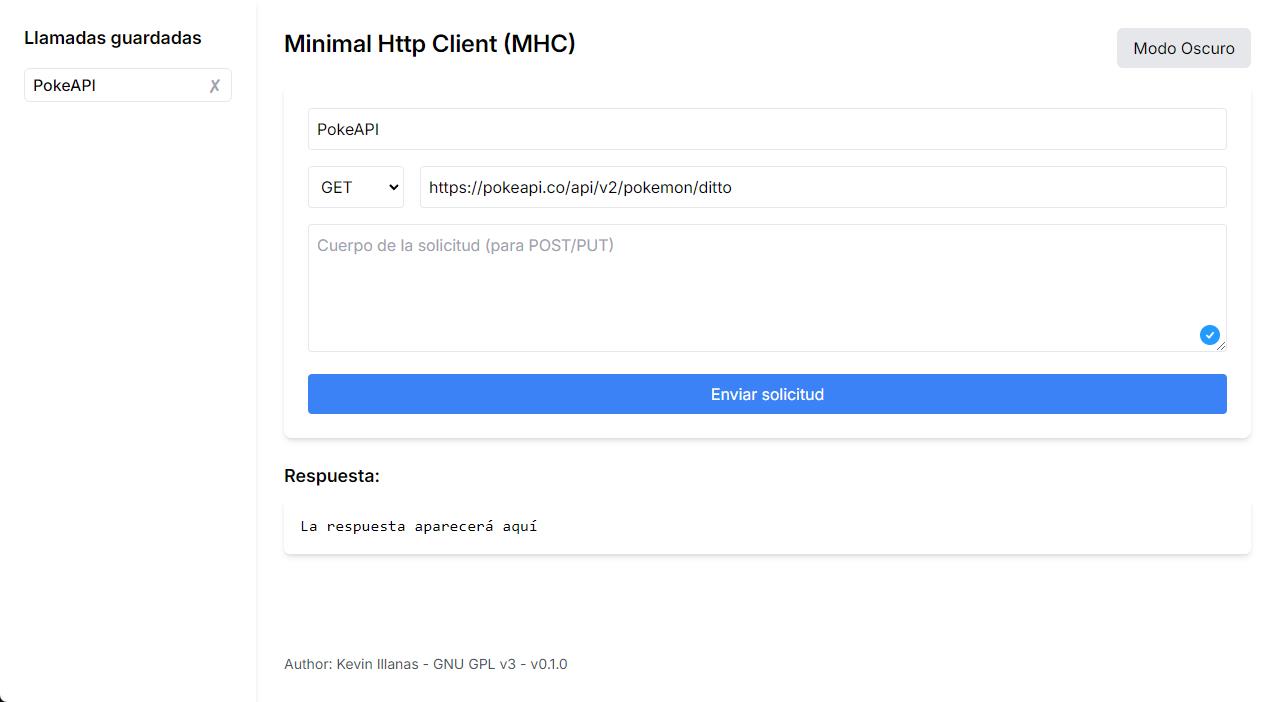 Llamadas guardadas
PokeAPI ✗
Minimal Http Client (MHC)
Modo Oscuro
PokeAPI
GET
https://pokeapi.co/api/v2/pokemon/ditto
Cuerpo de la solicitud (para POST/PUT)
Enviar solicitud
Respuesta:
La respuesta aparecerá aquí
Author: Kevin Illanas - GNU GPL v3 - v0.1.0